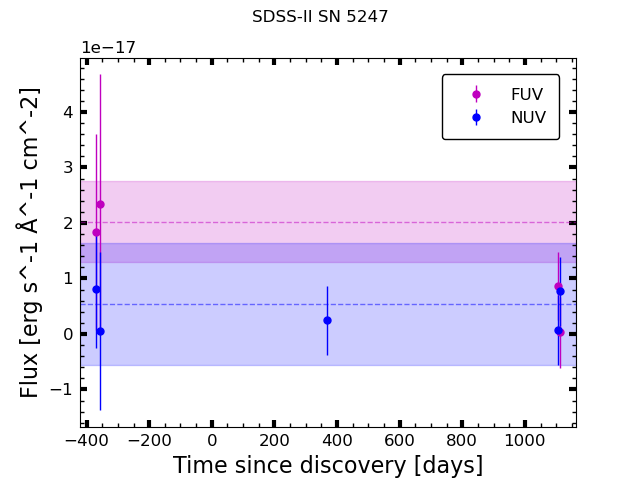 SDSS-II SN 5247
1e−17
FUV
NUV
4
3
2
1
0
−1
Flux [erg s^-1 Å^-1 cm^-2]
−400 −200 0 200 400 600 800 1000
Time since discovery [days]